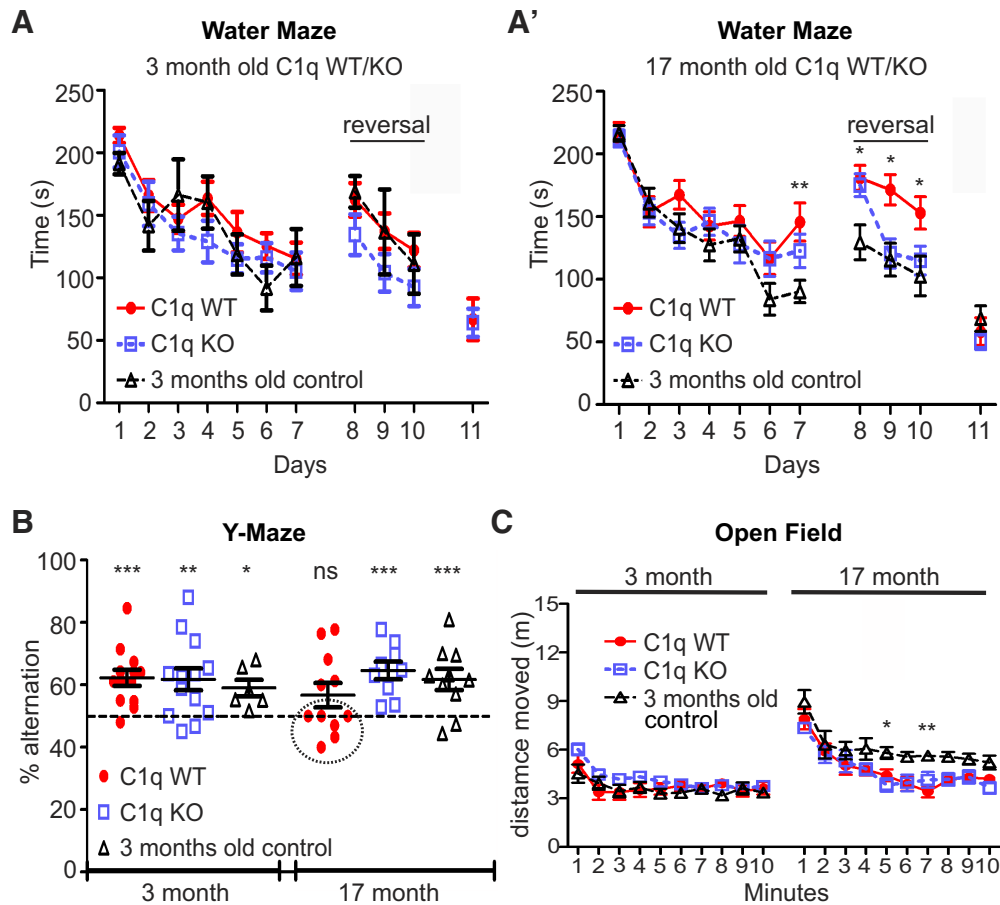 A
Water Maze
3 month old C1q WT/KO
250
200
150
100
50
0
Time (s)
reversal
C1q WT
C1q KO
3 months old control
1 2 3 4 5 6 7 8 9 10 11
Days
A'
Water Maze
17 month old C1q WT/KO
250
200
150
100
50
0
Time (s)
reversal
* * *
**
C1q WT
C1q KO
3 months old control
1 2 3 4 5 6 7 8 9 10 11
Days
B
Y-Maze
100
80
60
40
20
0
% alternation
*** ** * ns *** ***
C1q WT
C1q KO
3 months old control
3 month 17 month
C
Open Field
3 month 17 month
15
12
9
6
3
0
distance moved (m)
C1q WT
C1q KO
3 months old
control
* **
1 2 3 4 5 6 7 8 9 10 1 2 3 4 5 6 7 8 9 10
Minutes